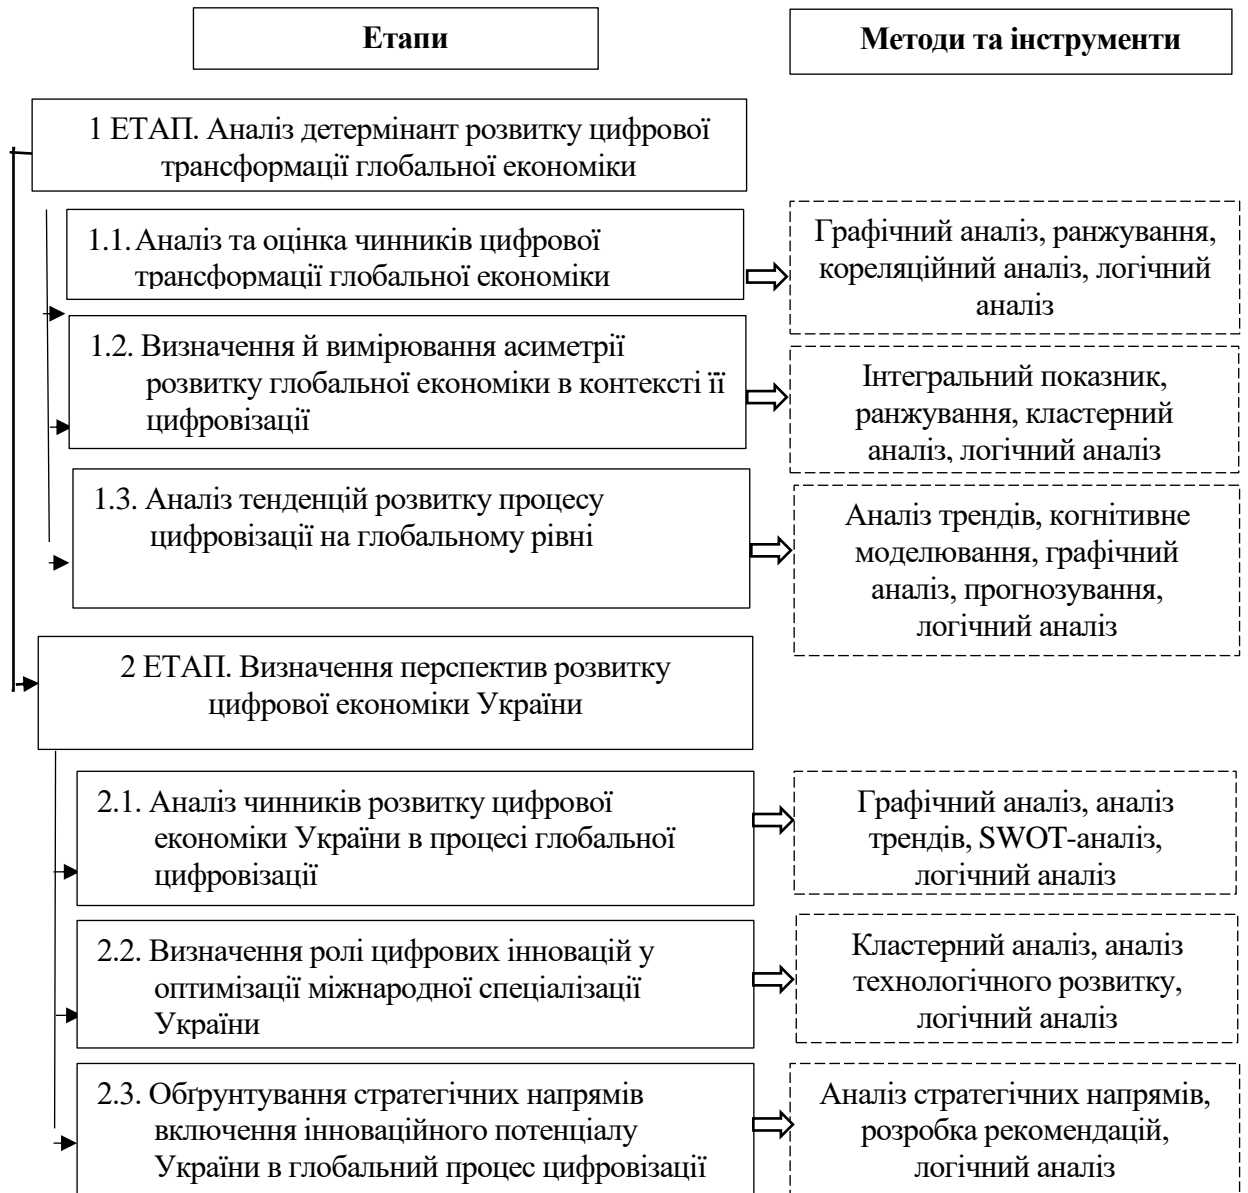 Етапи
Методи та інструменти
1 ЕТАП. Аналіз детермінант розвитку цифрової
трансформації глобальної економіки
1.1. Аналіз та оцінка чинників цифрової
трансформації глобальної економіки
Графічний аналіз, ранжування,
кореляційний аналіз, логічний
аналіз
1.2. Визначення й вимірювання асиметрії
розвитку глобальної економіки в контексті її
цифровізації
Інтегральний показник,
ранжування, кластерний
аналіз, логічний аналіз
1.3. Аналіз тенденцій розвитку процесу
цифровізації на глобальному рівні
Аналіз трендів, когнітивне
моделювання, графічний
аналіз, прогнозування,
логічний аналіз
2 ЕТАП. Визначення перспектив розвитку
цифрової економіки України
2.1. Аналіз чинників розвитку цифрової
економіки України в процесі глобальної
цифровізації
Графічний аналіз, аналіз
трендів, SWOT-аналіз,
логічний аналіз
2.2. Визначення ролі цифрових інновацій у
оптимізації міжнародної спеціалізації
України
Кластерний аналіз, аналіз
технологічного розвитку,
логічний аналіз
2.3. Обґрунтування стратегічних напрямів
включення інноваційного потенціалу
України в глобальний процес цифровізації
Аналіз стратегічних напрямів,
розробка рекомендацій,
логічний аналіз